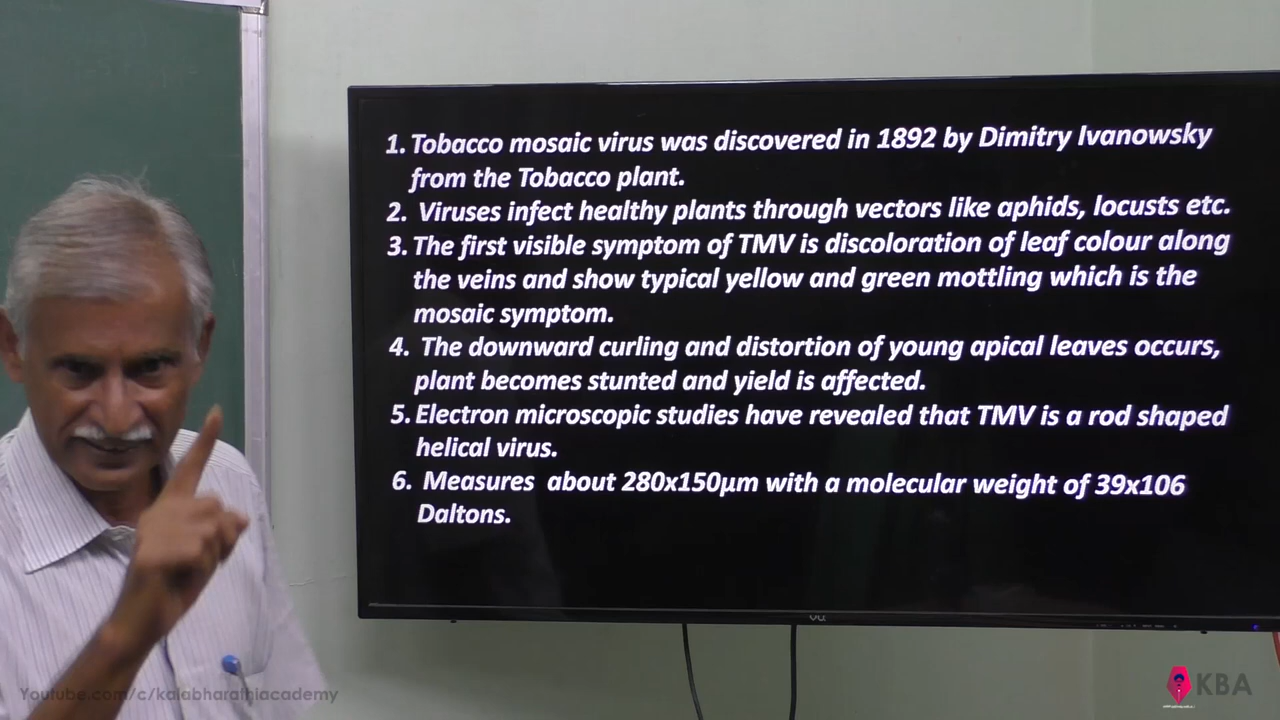 1. Tobacco mosaic virus was discovered in 1892 by Dimitry Ivanowsky
from the Tobacco plant.
2. Viruses infect healthy plants through vectors like aphids, locusts etc.
3. The first visible symptom of TMV is discoloration of leaf colour along
the veins and show typical yellow and green mottling which is the
mosaic symptom.
4. The downward curling and distortion of young apical leaves occurs,
plant becomes stunted and yield is affected.
5. Electron microscopic studies have revealed that TMV is a rod shaped
helical virus.
6. Measures about 280x150µm with a molecular weight of 39x106
Daltons.
Vu
Youtube.com/c/kalabharathiacademy
KBA